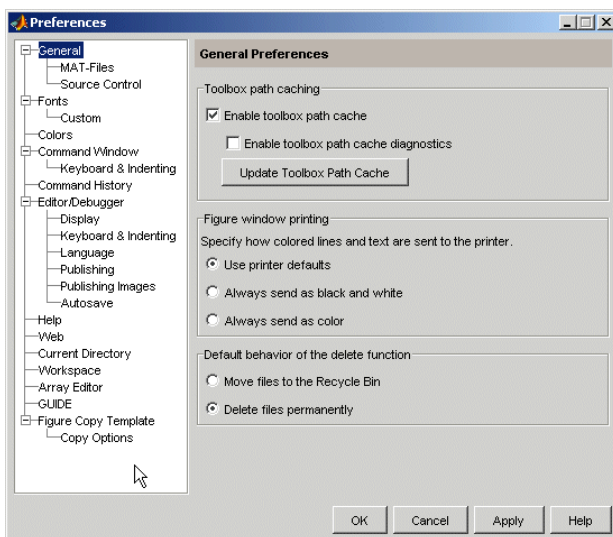 Preferences
General
MAT-Files
Source Control
Fonts
Custom
Colors
Command Window
Keyboard & Indenting
Command History
Editor/Debugger
Display
Keyboard & Indenting
Language
Publishing
Publishing Images
Autosave
Help
Web
Current Directory
Workspace
Array Editor
GUIDE
Figure Copy Template
Copy Options
General Preferences
Toolbox path caching
Enable toolbox path cache
Enable toolbox path cache diagnostics
Update Toolbox Path Cache
Figure window printing
Specify how colored lines and text are sent to the printer.
Use printer defaults
Always send as black and white
Always send as color
Default behavior of the delete function
Move files to the Recycle Bin
Delete files permanently
OK Cancel Apply Help